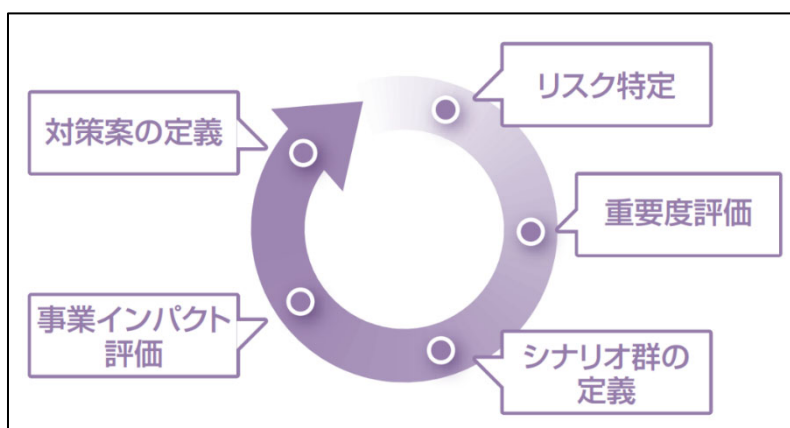 リスク特定
重要度評価
シナリオ群の
定義
事業インパクト
評価
対策案の定義